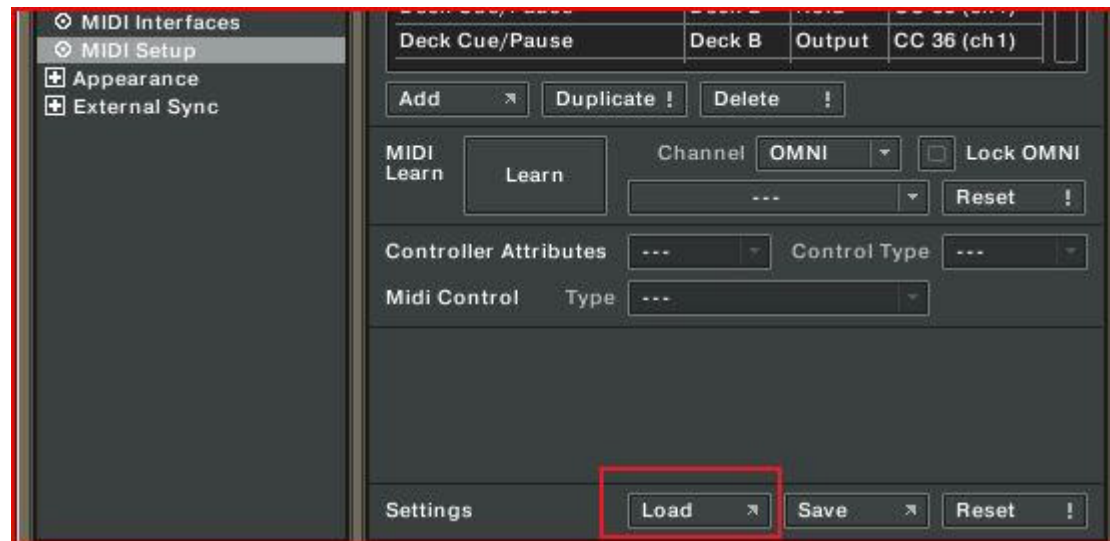 MIDI Interfaces
MIDI Setup
Appearance
External Sync
Deck Cue/Pause Deck B Output CC 36 (ch1)
Add Duplicate ! Delete !
MIDI Learn Learn Channel OMNI Lock OMNI
--- Reset !
Controller Attributes --- Control Type ---
Midi Control Type ---
Settings Load Save Reset !